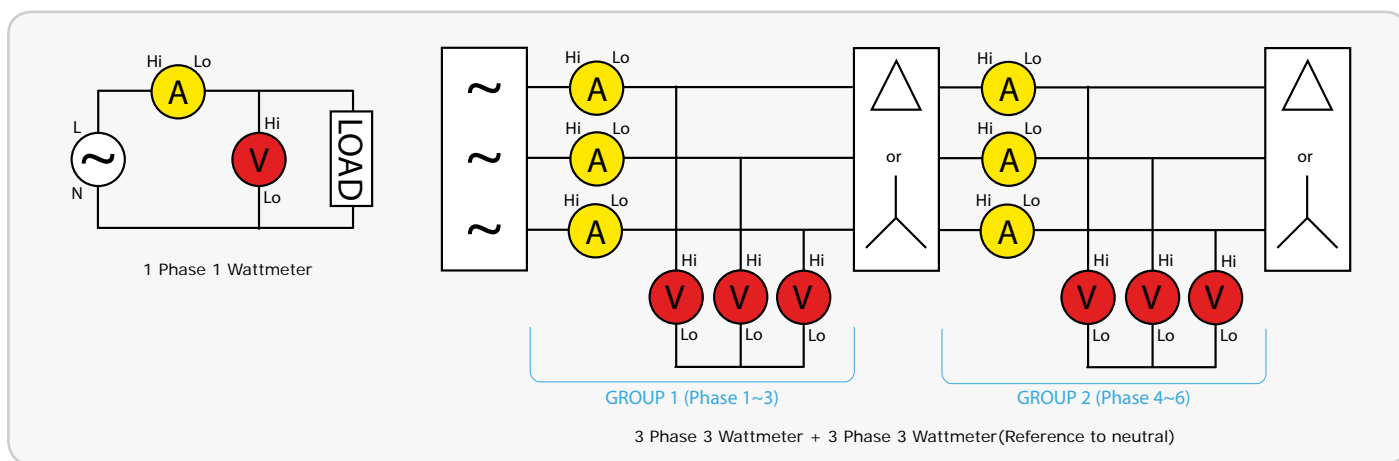 Hi Lo
A
L
~
N
Hi
V
Lo
LOAD
1 Phase 1 Wattmeter
~
~
~
Hi Lo
A
Hi Lo
A
Hi Lo
A
Hi Hi Hi
V V V
Lo Lo Lo
or
GROUP 1 (Phase 1~3)
Hi Lo
A
Hi Lo
A
Hi Lo
A
Hi Hi Hi
V V V
Lo Lo Lo
or
GROUP 2 (Phase 4~6)
3 Phase 3 Wattmeter + 3 Phase 3 Wattmeter(Reference to neutral)